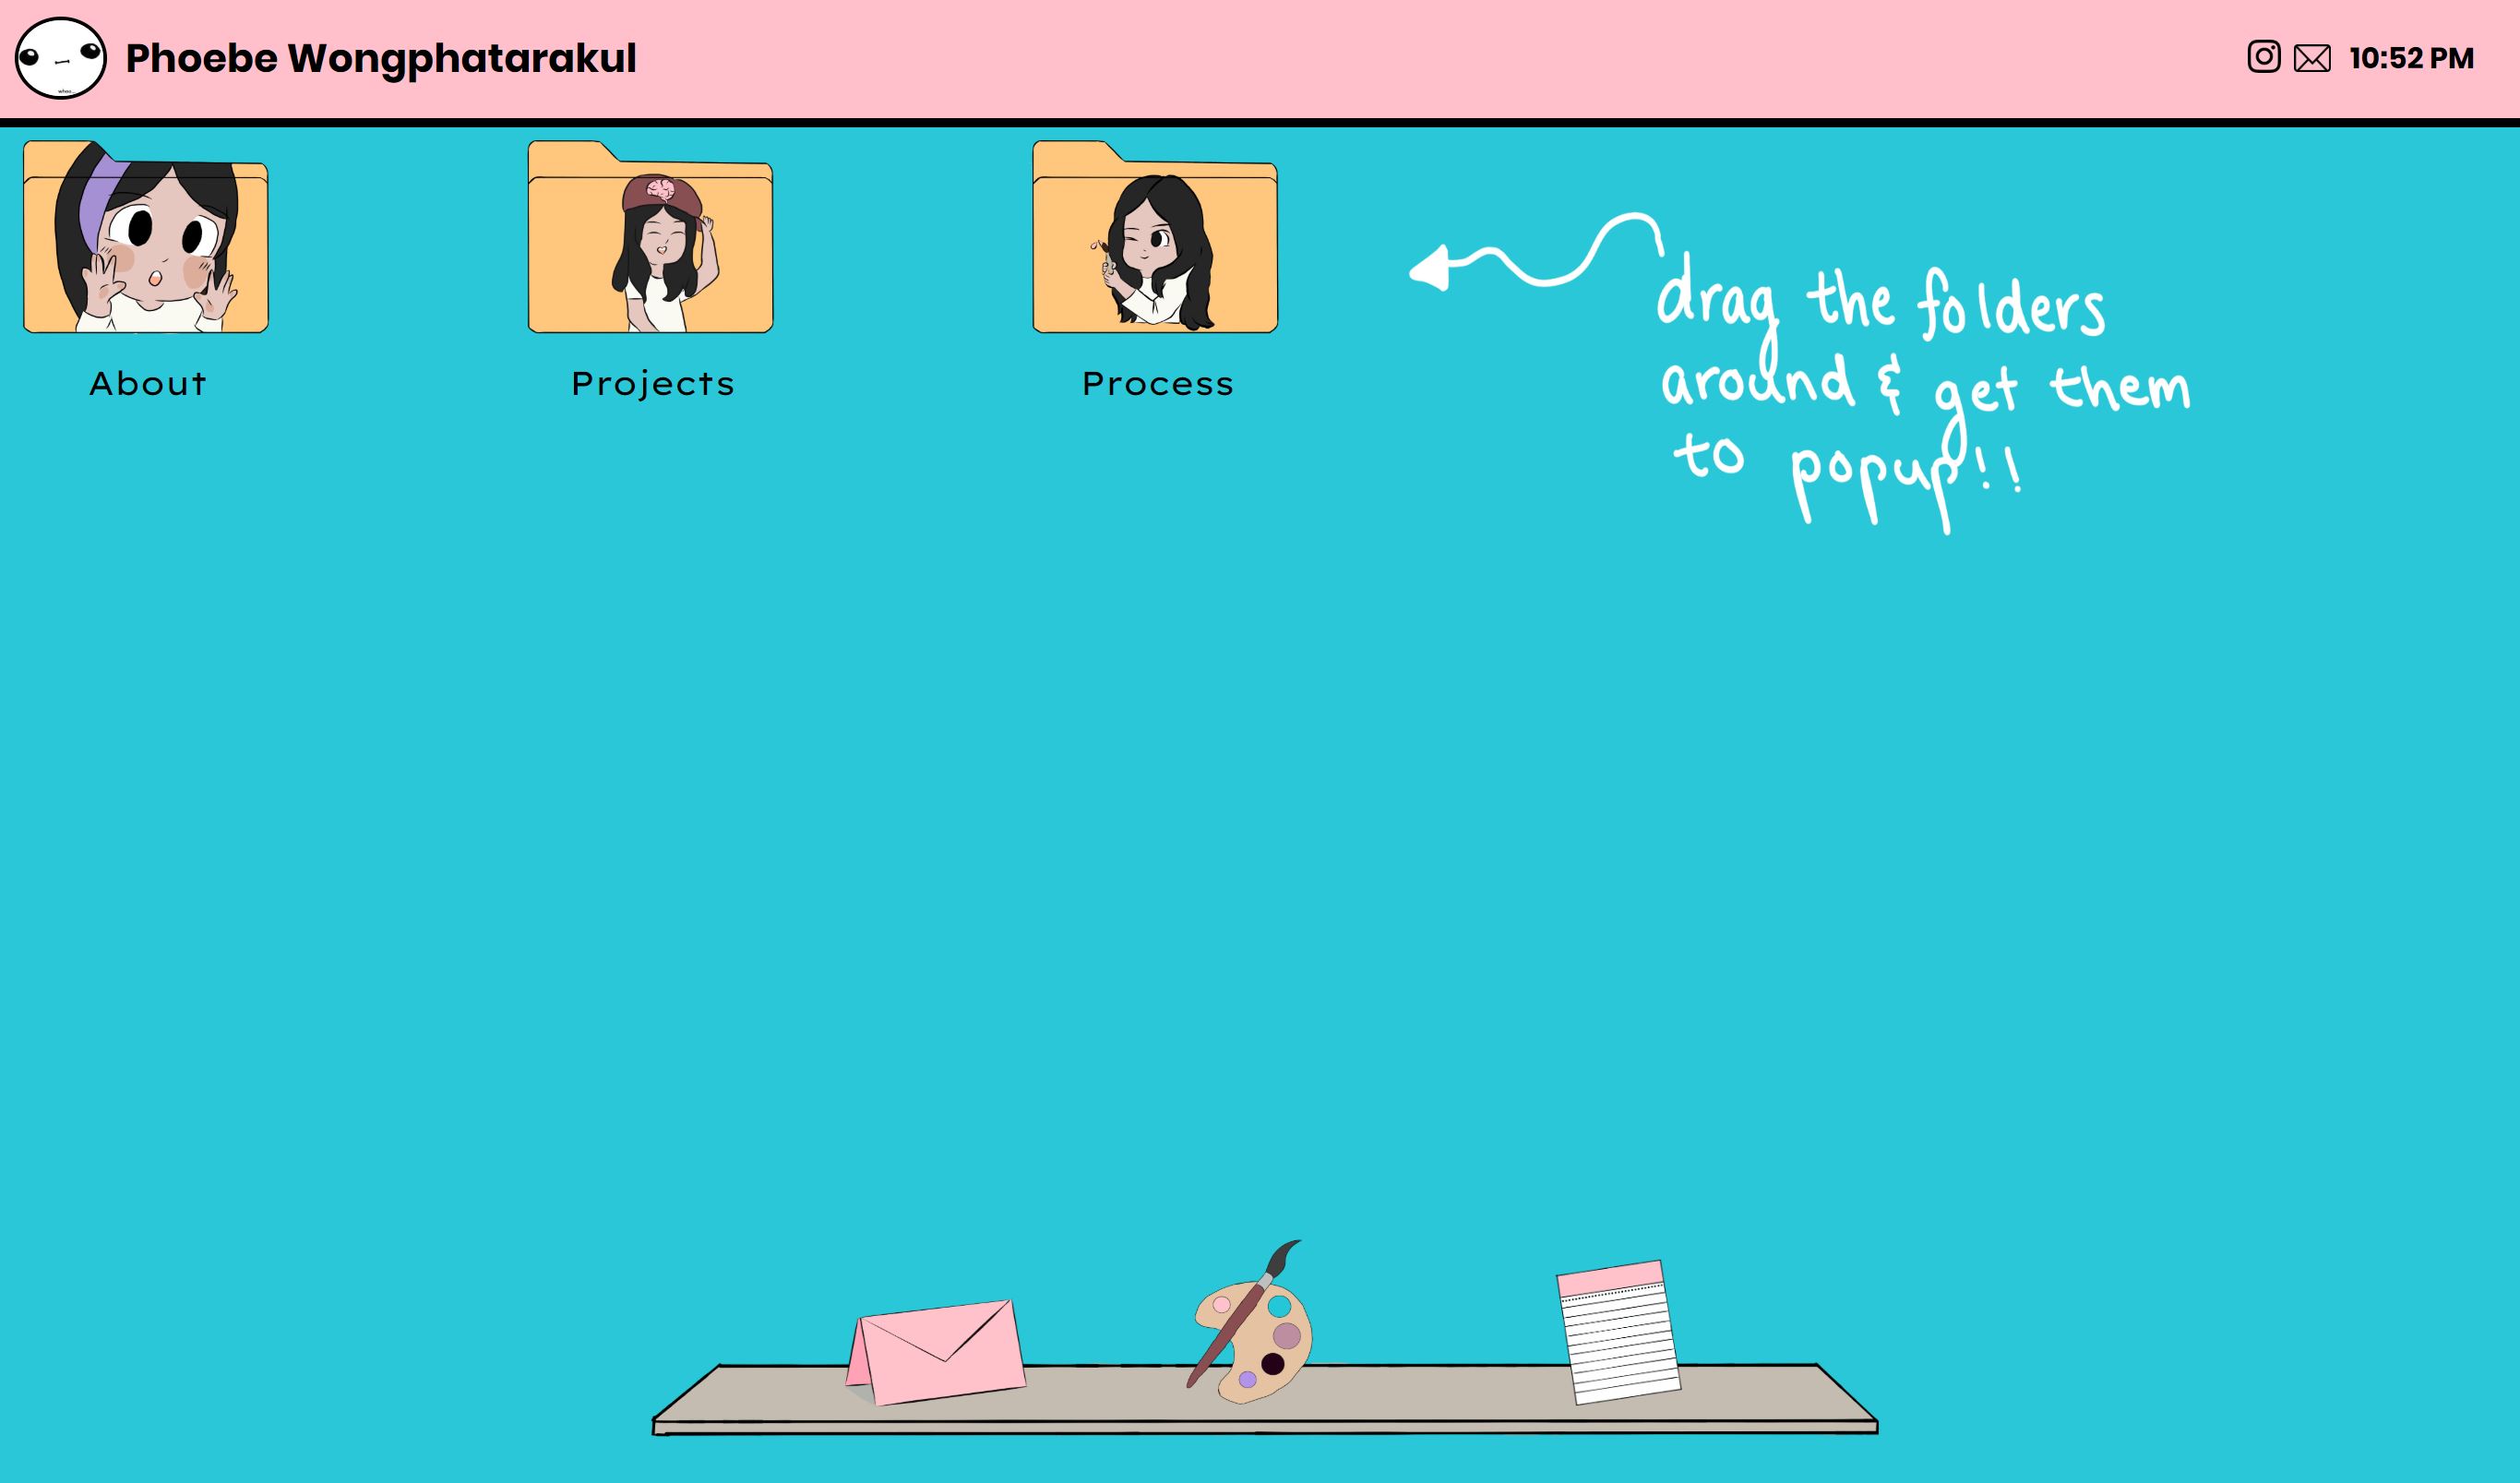 Phoebe Wongphatarakul
10:52 PM
About
Projects
Process
drag the folders
around & get them
to popup!!